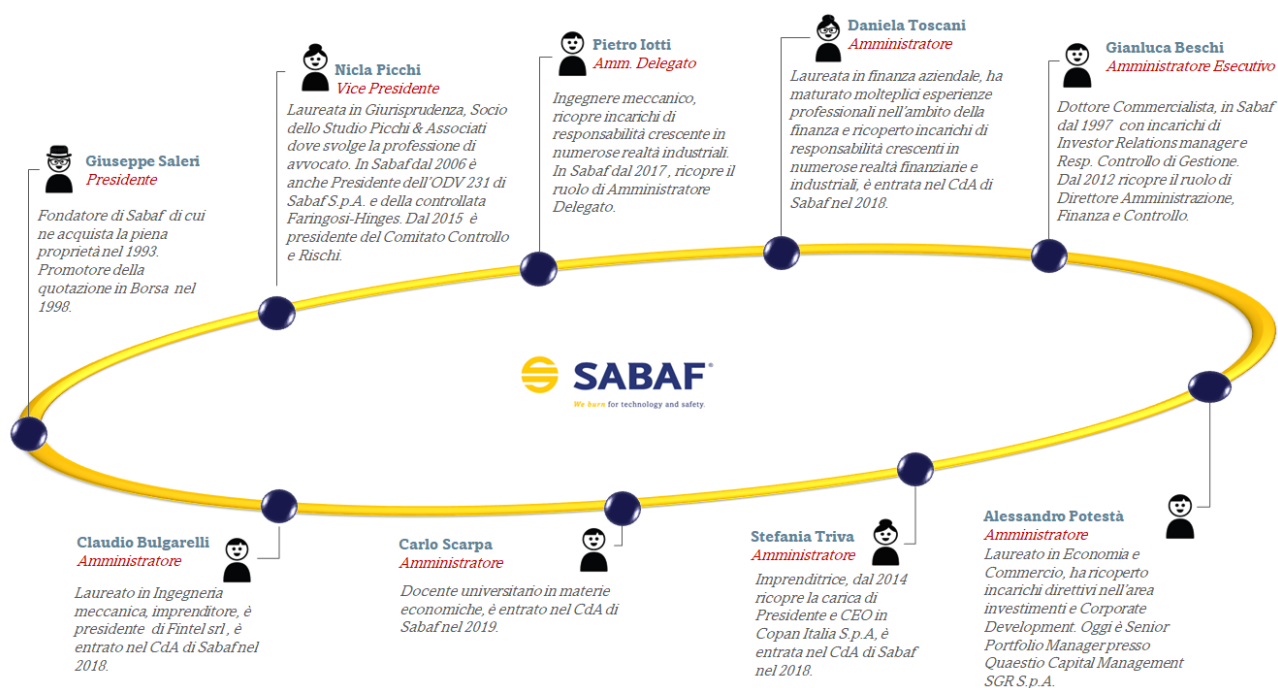 Giuseppe Saleri
Presidente
Fondatore di Sabaf di cui
ne acquista la piena
proprietà nel 1993.
Promotore della
quotazione in Borsa nel
1998.
Nicla Picchi
Vice Presidente
Laureata in Giurisprudenza, Socio
dello Studio Picchi & Associati
dove svolge la professione di
avvocato. In Sabaf dal 2006 è
anche Presidente dell'ODV 231 di
Sabaf S.p.A. e della controllata
Faringosi-Hinges. Dal 2015 è
presidente del Comitato Controllo
e Rischi.
Pietro Iotti
Amm. Delegato
Ingegnere meccanico,
ricopre incarichi di
responsabilità crescente in
numerose realtà industriali.
In Sabaf dal 2017 , ricopre il
ruolo di Amministratore
Delegato.
Daniela Toscani
Amministratore
Laureata in finanza aziendale, ha
maturato molteplici esperienze
professionali nell'ambito della
finanza e ricoperto incarichi di
responsabilità crescenti in
numerose realtà finanziarie e
industriali, è entrata nel CdA di
Sabaf nel 2018.
Gianluca Beschi
Amministratore Esecutivo
Dottore Commercialista, in Sabaf
dal 1997 con incarichi di
Investor Relations manager e
Resp. Controllo di Gestione.
Dal 2012 ricopre il ruolo di
Direttore Amministrazione,
Finanza e Controllo.
SABAF®
We burn for technology and safety.
Claudio Bulgarelli
Amministratore
Laureato in Ingegneria
meccanica, imprenditore, è
presidente di Fintel srl , è
entrato nel CdA di Sabaf nel
2018.
Carlo Scarpa
Amministratore
Docente universitario in materie
economiche, è entrato nel CdA di
Sabaf nel 2019.
Stefania Triva
Amministratore
Imprenditrice, dal 2014
ricopre la carica di
Presidente e CEO in
Copan Italia S.p.A, è
entrata nel CdA di Sabaf
nel 2018.
Alessandro Potestà
Amministratore
Laureato in Economia e
Commercio, ha ricoperto
incarichi direttivi nell'area
investimenti e Corporate
Development. Oggi è Senior
Portfolio Manager presso
Quaestio Capital Management
SGR S.p.A.